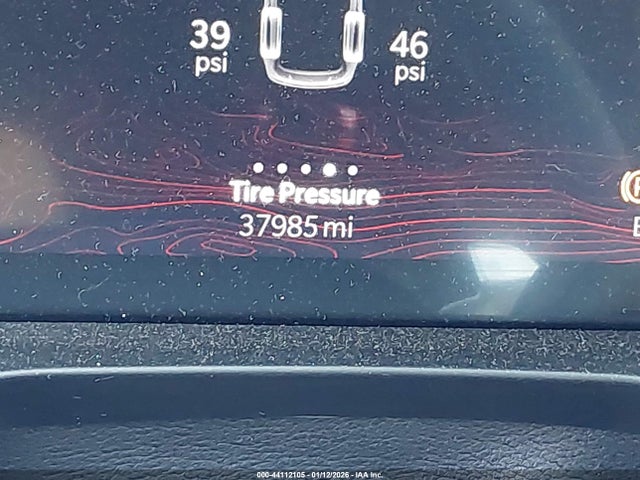 39 46
psi psi
Tire Pressure
37985 mi
000-44112105 - 01/12/2026 - IAA Inc.